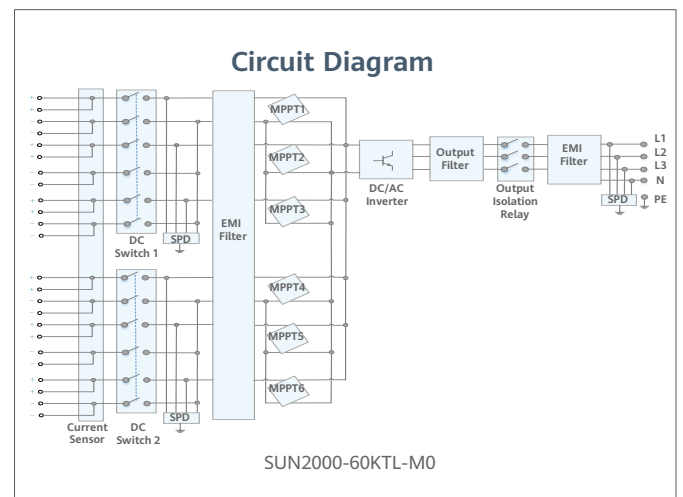 Circuit Diagram
MPPT1
MPPT2
MPPT3
MPPT4
MPPT5
MPPT6
DC
Switch 1
SPD
EMI
Filter
DC/AC
Inverter
Output
Filter
Output
Isolation
Relay
EMI
Filter
L1
L2
L3
N
PE
SPD
Current
Sensor
DC
Switch 2
SPD
SUN2000-60KTL-M0